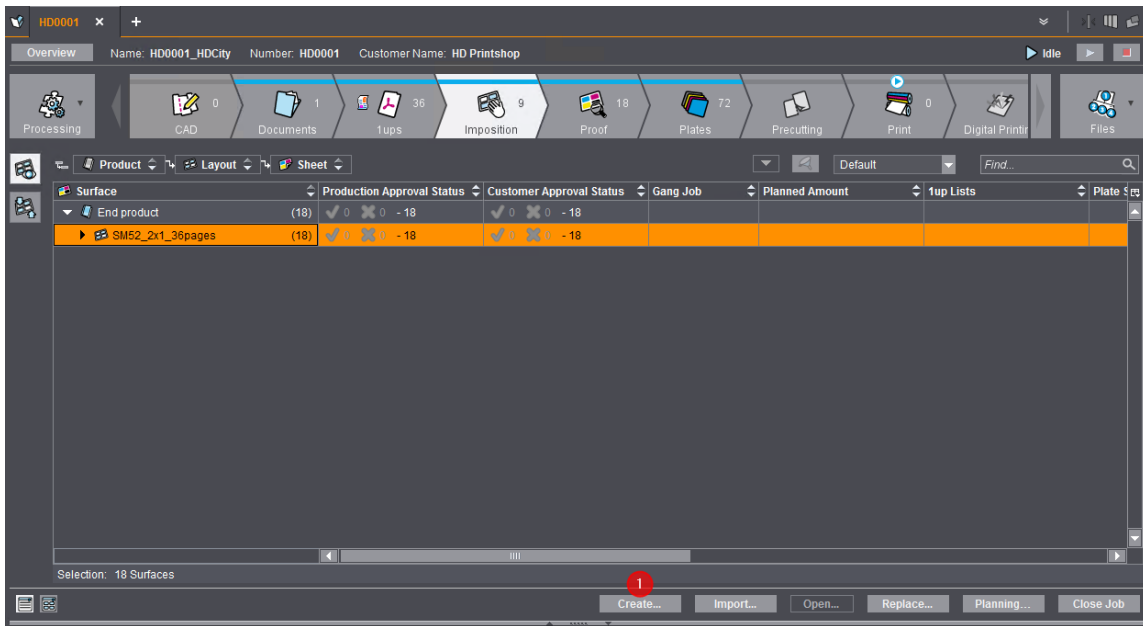 HD0001 × +
Overview Name: HD0001_HDCity Number: HD0001 Customer Name: HD Printshop Idle
0 1 36 9 18 72 0
Processing CAD Documents 1ups Imposition Proof Plates Precutting Print Digital Printin Files
Product Layout Sheet Default Find...
Surface Production Approval Status Customer Approval Status Gang Job Planned Amount 1up Lists Plate S
End product (18) 0 0 - 18 0 0 - 18
SM52_2x1_36pages (18) 0 0 - 18 0 0 - 18
Selection: 18 Surfaces
1
Create... Import... Open... Replace... Planning... Close Job